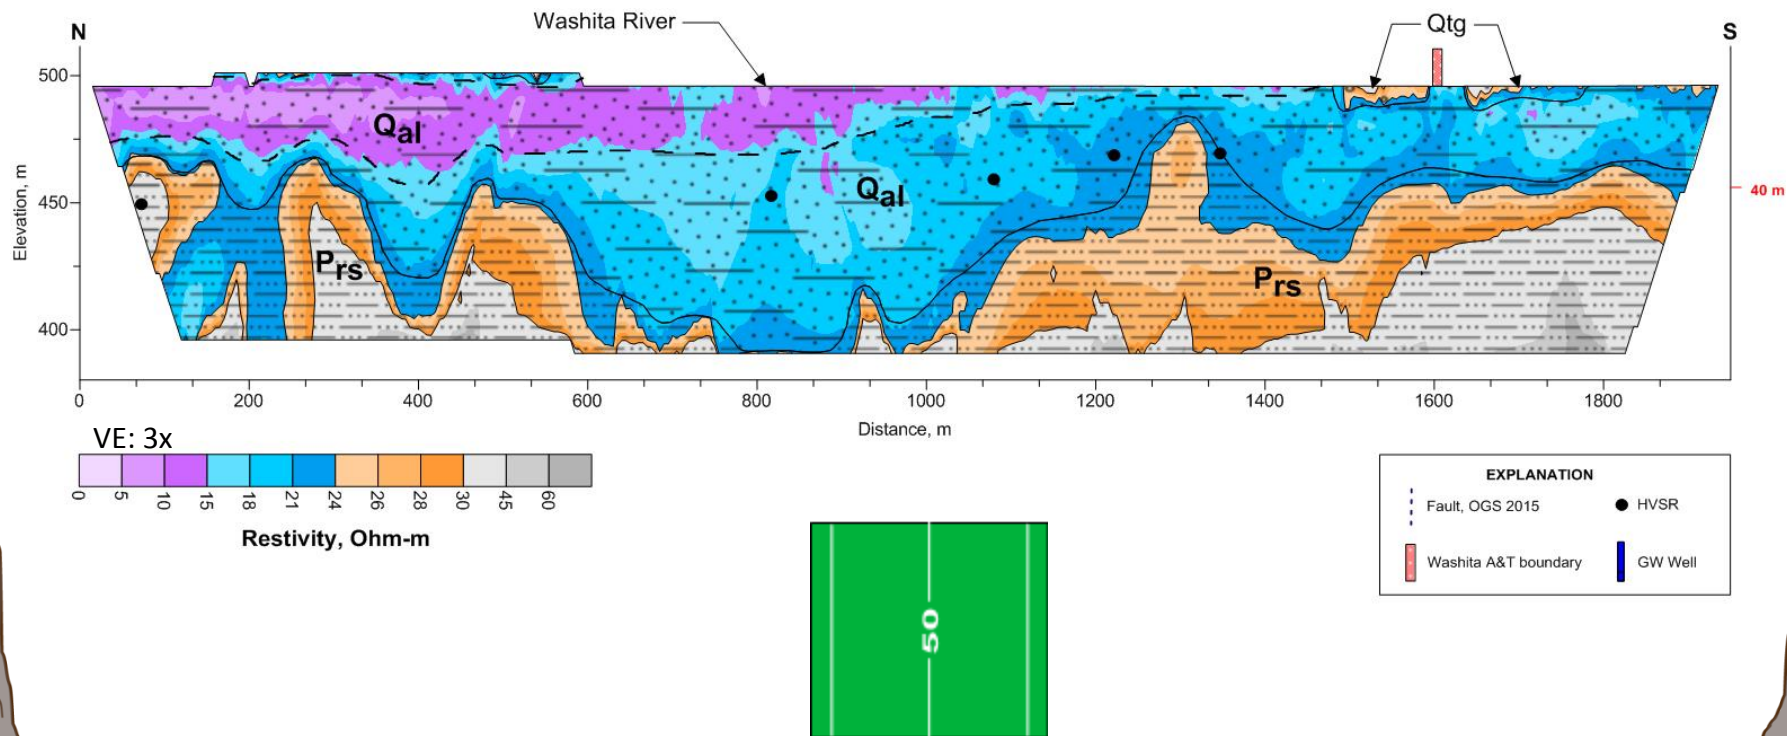 Washita River
Qtg
N
S
500
450
400
Elevation, m
Qal
Qal
Prs
Prs
40 m
0
200
400
600
800
1000
1200
1400
1600
1800
Distance, m
VE: 3x
0
5
10
15
18
21
24
26
28
30
45
60
Restivity, Ohm-m
EXPLANATION
Fault, OGS 2015
HVSR
Washita A&T boundary
GW Well
50